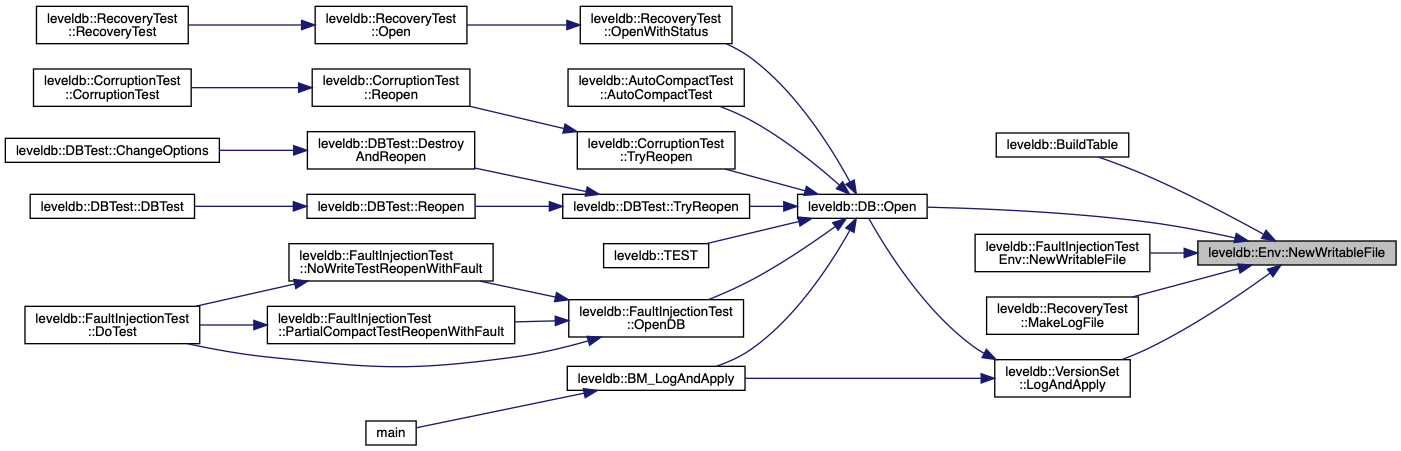 leveldb::RecoveryTest
::RecoveryTest
leveldb::RecoveryTest
::Open
leveldb::RecoveryTest
::OpenWithStatus
leveldb::CorruptionTest
::CorruptionTest
leveldb::CorruptionTest
::Reopen
leveldb::AutoCompactTest
::AutoCompactTest
leveldb::DBTest::ChangeOptions
leveldb::DBTest::Destroy
AndReopen
leveldb::CorruptionTest
::TryReopen
leveldb::BuildTable
leveldb::DBTest::DBTest
leveldb::DBTest::Reopen
leveldb::DBTest::TryReopen
leveldb::DB::Open
leveldb::TEST
leveldb::FaultInjectionTest
Env::NewWritableFile
leveldb::Env::NewWritableFile
leveldb::FaultInjectionTest
::NoWriteTestReopenWithFault
leveldb::FaultInjectionTest
::DoTest
leveldb::FaultInjectionTest
::PartialCompactTestReopenWithFault
leveldb::FaultInjectionTest
::OpenDB
leveldb::RecoveryTest
::MakeLogFile
leveldb::BM_LogAndApply
leveldb::VersionSet
::LogAndApply
main